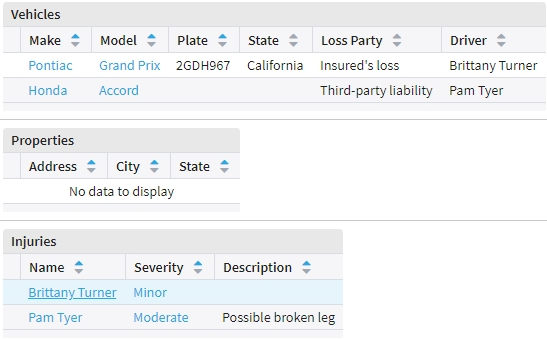 Vehicles
Make Model Plate State Loss Party Driver
Pontiac Grand Prix 2GDH967 California Insured's loss Brittany Turner
Honda Accord Third-party liability Pam Tyer
Properties
Address City State
No data to display
Injuries
Name Severity Description
Brittany Turner Minor
Pam Tyer Moderate Possible broken leg